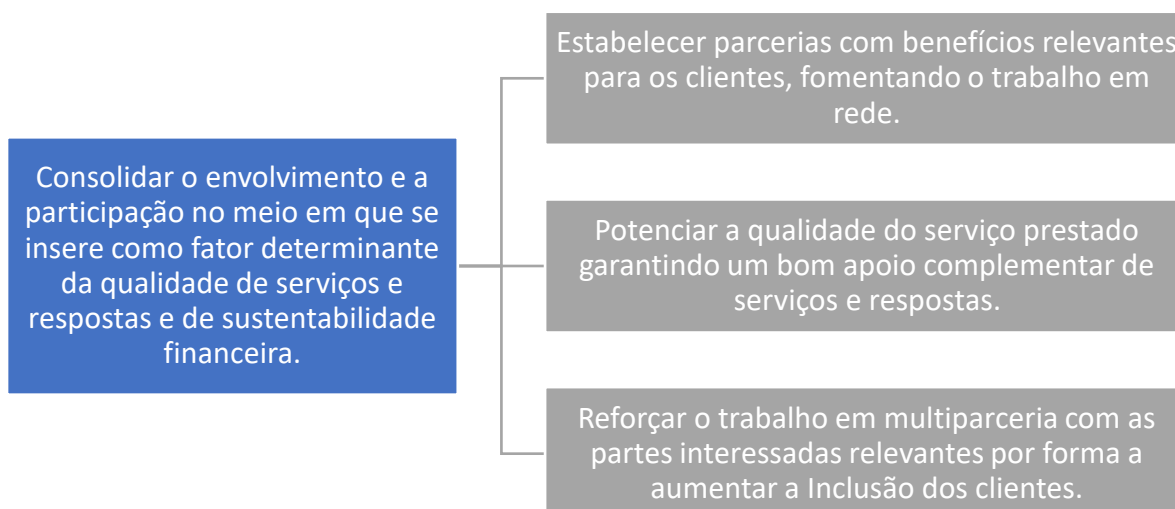 Consolidar o envolvimento e a
participação no meio em que se
insere como fator determinante
da qualidade de serviços e
respostas e de sustentabilidade
financeira.
Estabelecer parcerias com benefícios relevantes
para os clientes, fomentando o trabalho em
rede.
Potenciar a qualidade do serviço prestado
garantindo um bom apoio complementar de
serviços e respostas.
Reforçar o trabalho em multiparceria com as
partes interessadas relevantes por forma a
aumentar a Inclusão dos clientes.